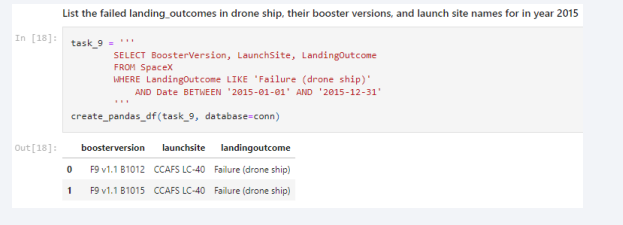 List the failed landing_outcomes in drone ship, their booster versions, and launch site names for in year 2015
In [18]: task_9 = '''
SELECT BoosterVersion, LaunchSite, LandingOutcome
FROM SpaceX
WHERE LandingOutcome LIKE 'Failure (drone ship)'
AND Date BETWEEN '2015-01-01' AND '2015-12-31'
'''
create_pandas_df(task_9, database=conn)
Out[18]: boosterversion launchsite landingoutcome
0 F9 v1.1 B1012 CCAFS LC-40 Failure (drone ship)
1 F9 v1.1 B1015 CCAFS LC-40 Failure (drone ship)